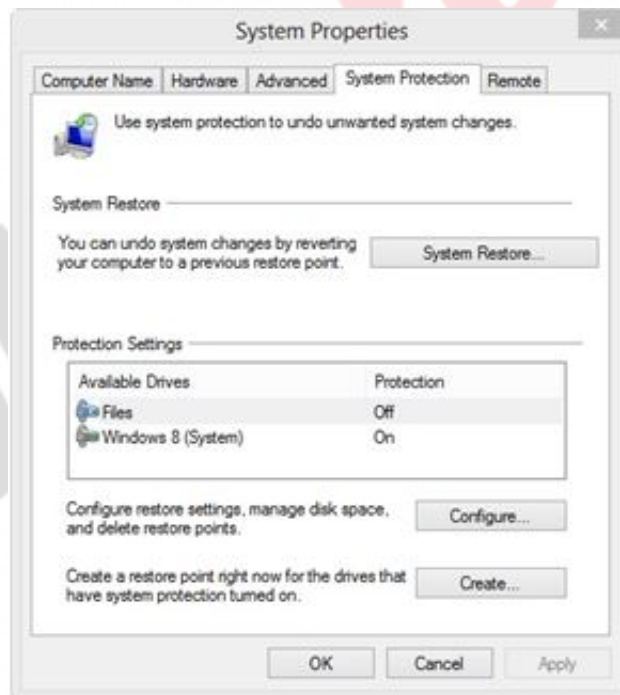 System Properties
Computer Name Hardware Advanced System Protection Remote
Use system protection to undo unwanted system changes.
System Restore
You can undo system changes by reverting
your computer to a previous restore point.
System Restore...
Protection Settings
Available Drives Protection
Files Off
Windows 8 (System) On
Configure restore settings, manage disk space,
and delete restore points.
Configure...
Create a restore point right now for the drives that
have system protection turned on.
Create...
OK Cancel Apply